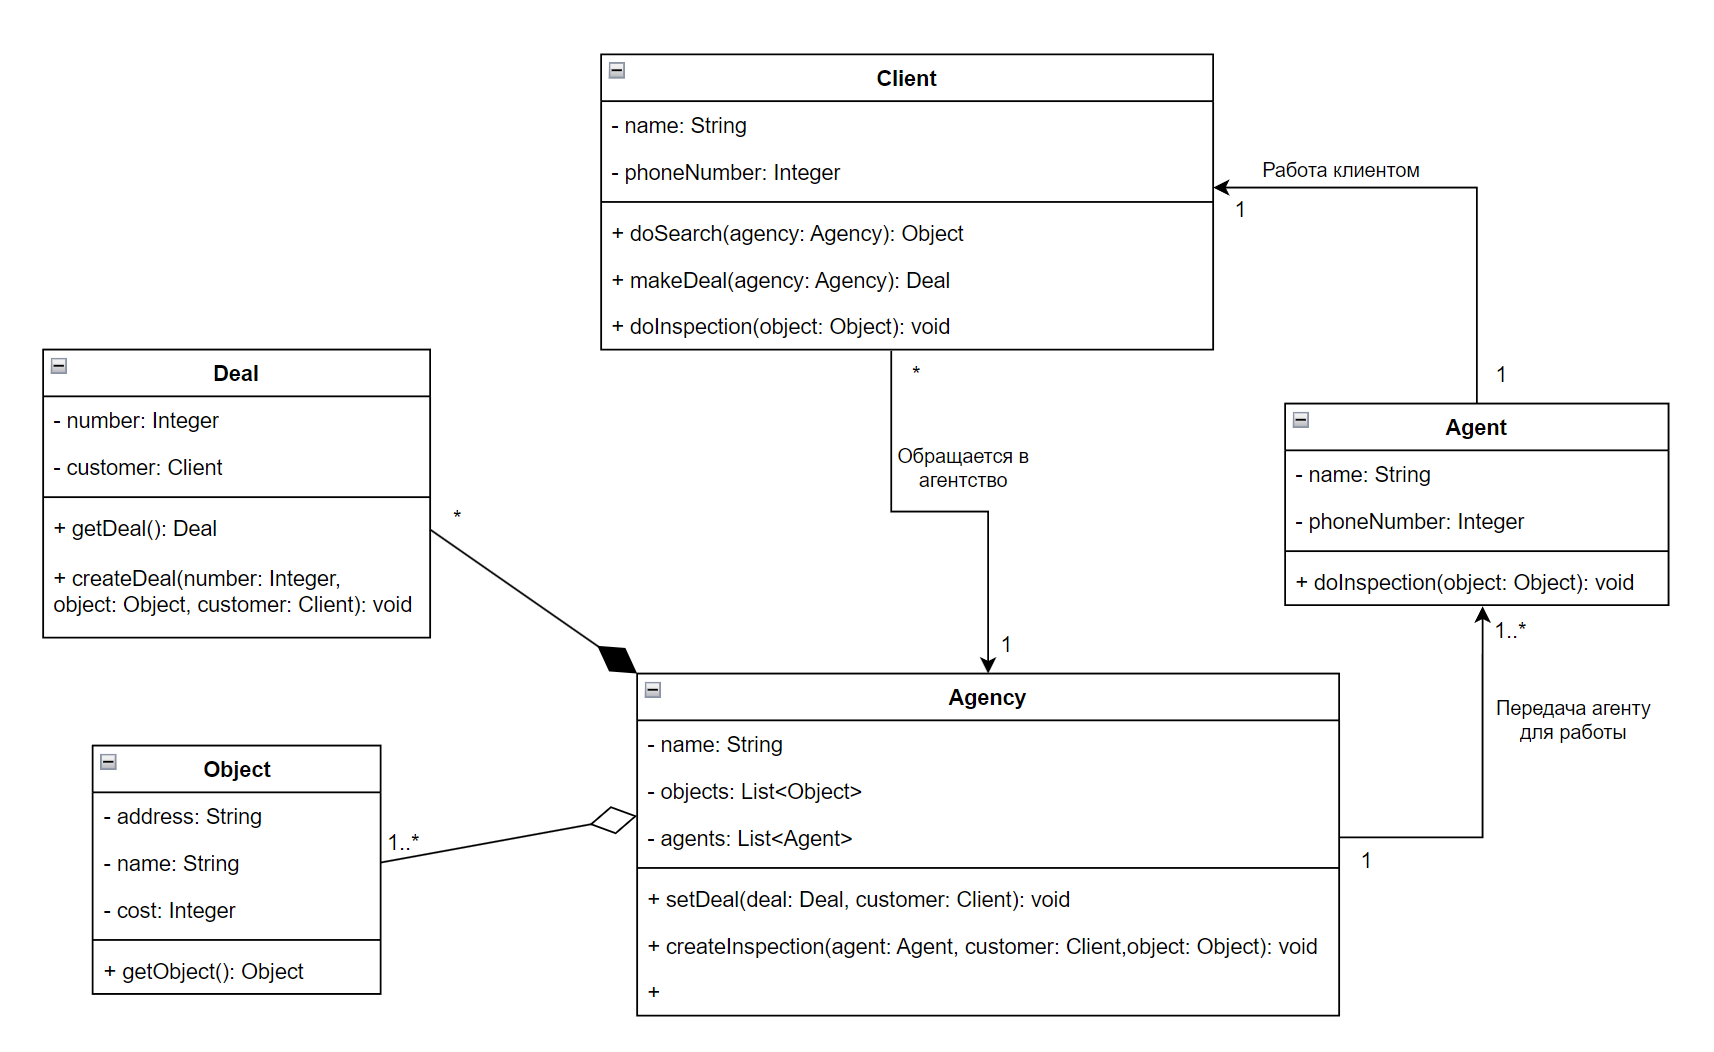 Client
- name: String
- phoneNumber: Integer
+ doSearch(agency: Agency): Object
+ makeDeal(agency: Agency): Deal
+ doInspection(object: Object): void
Работа клиентом
1
1
*
Обращается в
агентство
1
Deal
- number: Integer
- customer: Client
+ getDeal(): Deal
+ createDeal(number: Integer,
object: Object, customer: Client): void
*
Agent
- name: String
- phoneNumber: Integer
+ doInspection(object: Object): void
1..*
Передача агенту
для работы
1
Agency
- name: String
- objects: List<Object>
- agents: List<Agent>
+ setDeal(deal: Deal, customer: Client): void
+ createInspection(agent: Agent, customer: Client,object: Object): void
+
Object
- address: String
- name: String
- cost: Integer
+ getObject(): Object
1..*